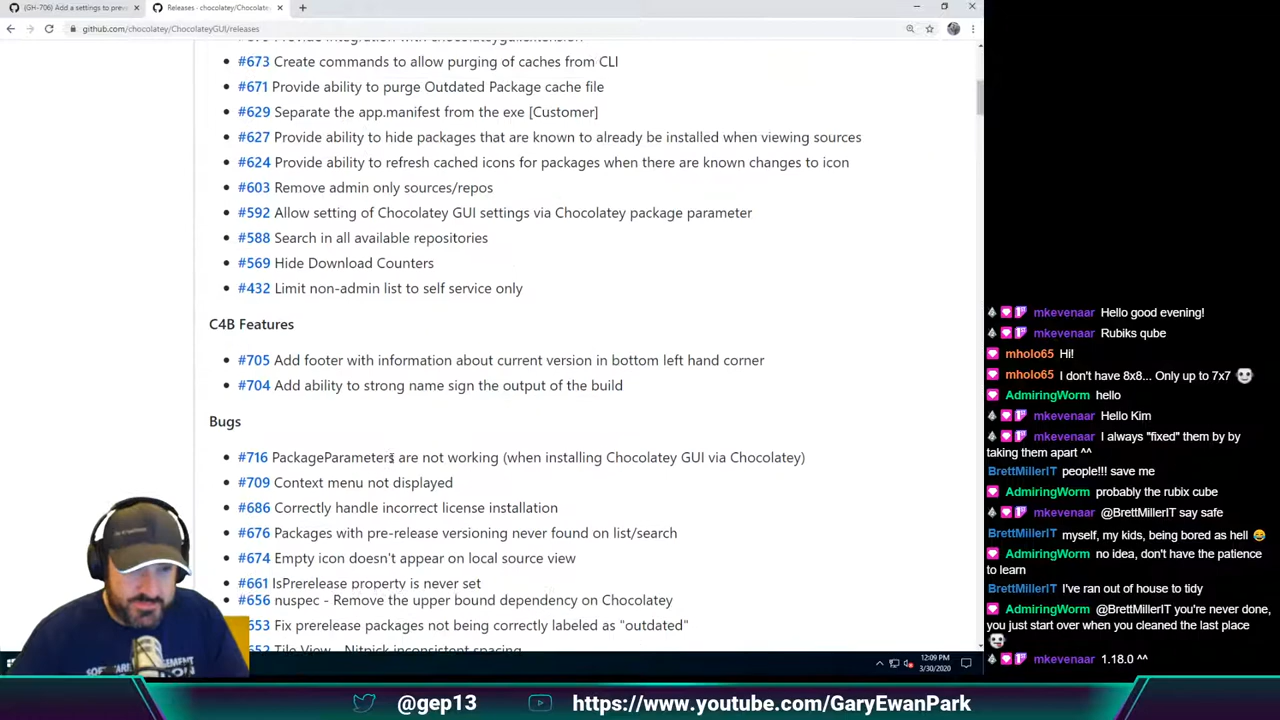 (GH-706) Add a settings to preve
Releases · chocolatey/Chocolate
github.com/chocolatey/ChocolateyGUI/releases
#673 Create commands to allow purging of caches from CLI
#671 Provide ability to purge Outdated Package cache file
#629 Separate the app.manifest from the exe [Customer]
#627 Provide ability to hide packages that are known to already be installed when viewing sources
#624 Provide ability to refresh cached icons for packages when there are known changes to icon
#603 Remove admin only sources/repos
#592 Allow setting of Chocolatey GUI settings via Chocolatey package parameter
#588 Search in all available repositories
#569 Hide Download Counters
#432 Limit non-admin list to self service only
C4B Features
#705 Add footer with information about current version in bottom left hand corner
#704 Add ability to strong name sign the output of the build
Bugs
#716 PackageParameters are not working (when installing Chocolatey GUI via Chocolatey)
#709 Context menu not displayed
#686 Correctly handle incorrect license installation
#676 Packages with pre-release versioning never found on list/search
#674 Empty icon doesn't appear on local source view
#661 IsPrerelease property is never set
#656 nuspec - Remove the upper bound dependency on Chocolatey
#653 Fix prerelease packages not being correctly labeled as "outdated"
#652 Tile View - Nitpick inconsistent spacing
12:09 PM
3/30/2020
mkevenaar Hello good evening!
mkevenaar Rubiks qube
mholo65 Hi!
mholo65 I don't have 8x8... Only up to 7x7
AdmiringWorm hello
mkevenaar Hello Kim
mkevenaar I always "fixed" them by by
taking them apart ^^
BrettMillerIT people!!! save me
AdmiringWorm probably the rubix cube
mkevenaar @BrettMillerIT say safe
BrettMillerIT myself, my kids, being bored as hell
AdmiringWorm no idea, don't have the patience
to learn
BrettMillerIT I've ran out of house to tidy
AdmiringWorm @BrettMillerIT you're never done,
you just start over when you cleaned the last place
mkevenaar 1.18.0 ^^
@gep13
https://www.youtube.com/GaryEwanPark